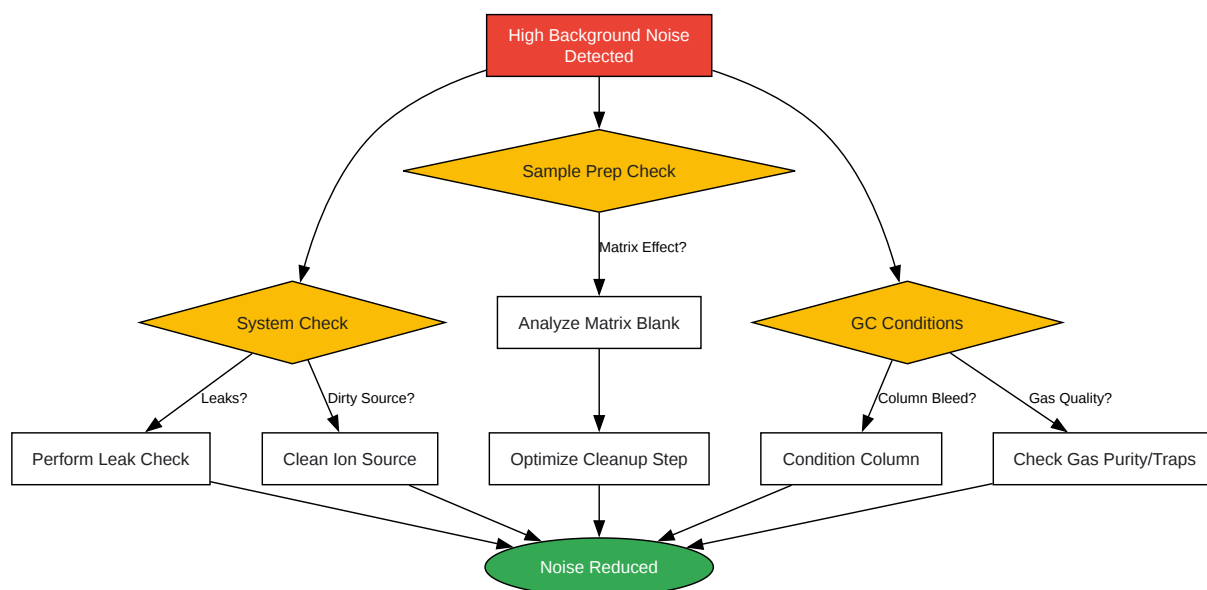 High Background Noise
Detected
Sample Prep Check
Matrix Effect?
System Check
Analyze Matrix Blank
GC Conditions
Leaks?
Dirty Source?
Column Bleed?
Gas Quality?
Perform Leak Check
Clean Ion Source
Optimize Cleanup Step
Condition Column
Check Gas Purity/Traps
Noise Reduced